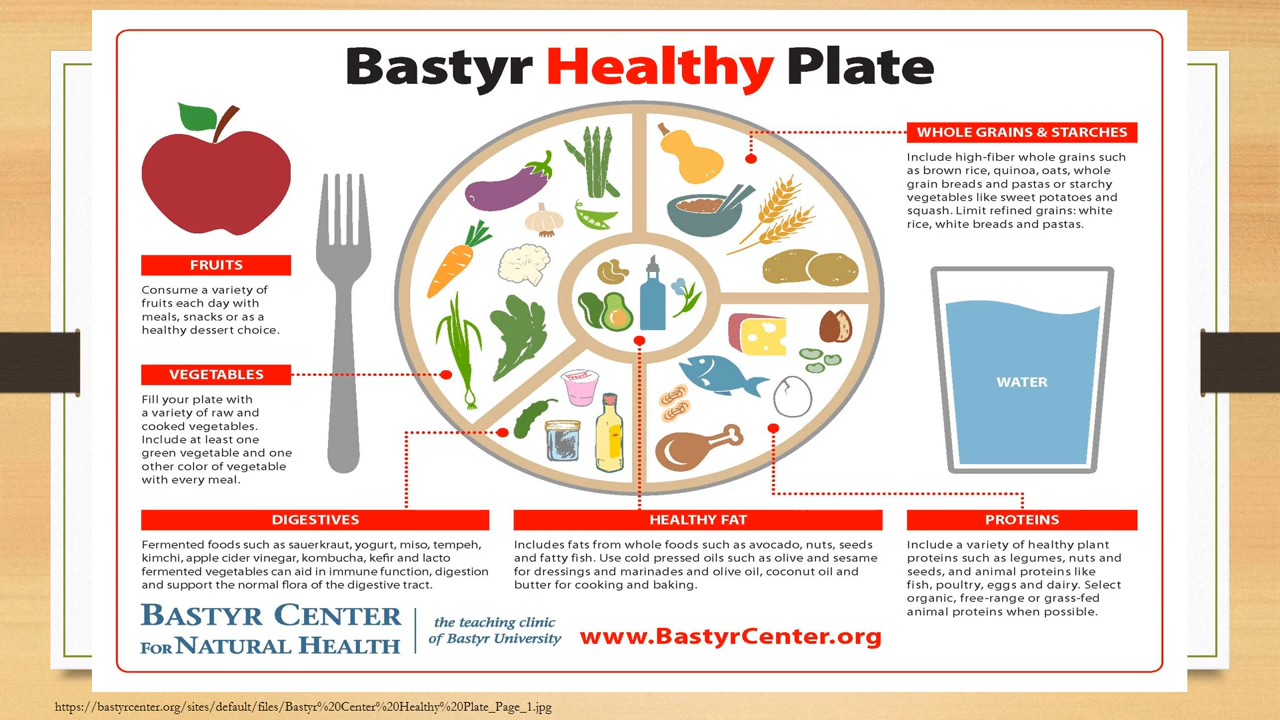 Bastyr Healthy Plate
FRUITS
Consume a variety of
fruits each day with
meals, snacks or as a
healthy dessert choice.
VEGETABLES
Fill your plate with
a variety of raw and
cooked vegetables.
Include at least one
green vegetable and one
other color of vegetable
with every meal.
WHOLE GRAINS & STARCHES
Include high-fiber whole grains such
as brown rice, quinoa, oats, whole
grain breads and pastas or starchy
vegetables like sweet potatoes and
squash. Limit refined grains: white
rice, white breads and pastas.
WATER
DIGESTIVES
Fermented foods such as sauerkraut, yogurt, miso, tempeh,
kimchi, apple cider vinegar, kombucha, kefir and lacto
fermented vegetables can aid in immune function, digestion
and support the normal flora of the digestive tract.
HEALTHY FAT
Includes fats from whole foods such as avocado, nuts, seeds
and fatty fish. Use cold pressed oils such as olive and sesame
for dressings and marinades and olive oil, coconut oil and
butter for cooking and baking.
PROTEINS
Include a variety of healthy plant
proteins such as legumes, nuts and
seeds, and animal proteins like
fish, poultry, eggs and dairy. Select
organic, free-range or grass-fed
animal proteins when possible.
BASTYR CENTER
FOR NATURAL HEALTH
the teaching clinic
of Bastyr University
www.BastyrCenter.org
https://bastyrcenter.org/sites/default/files/Bastyr%20Center%20Healthy%20Plate_Page_1.jpg